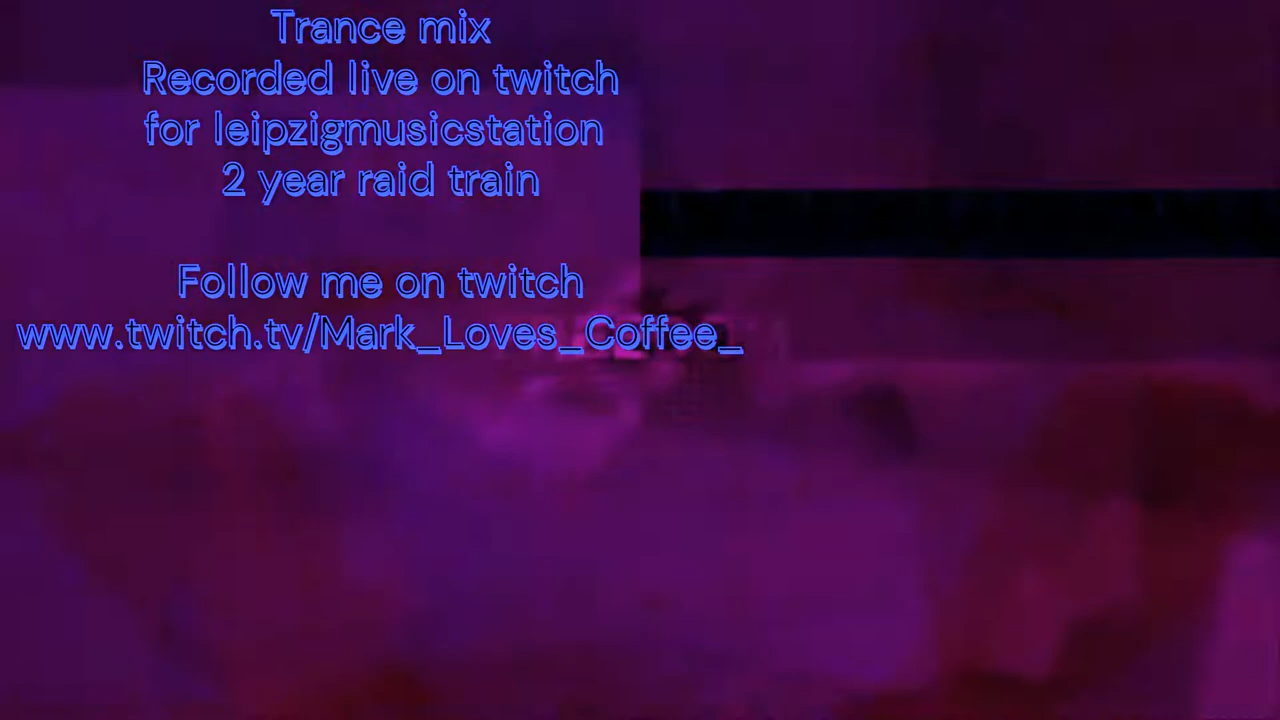 Trance mix
Recorded live on twitch
for leipzigmusicstation
2 year raid train
Follow me on twitch
www.twitch.tv/Mark_Loves_Coffee_